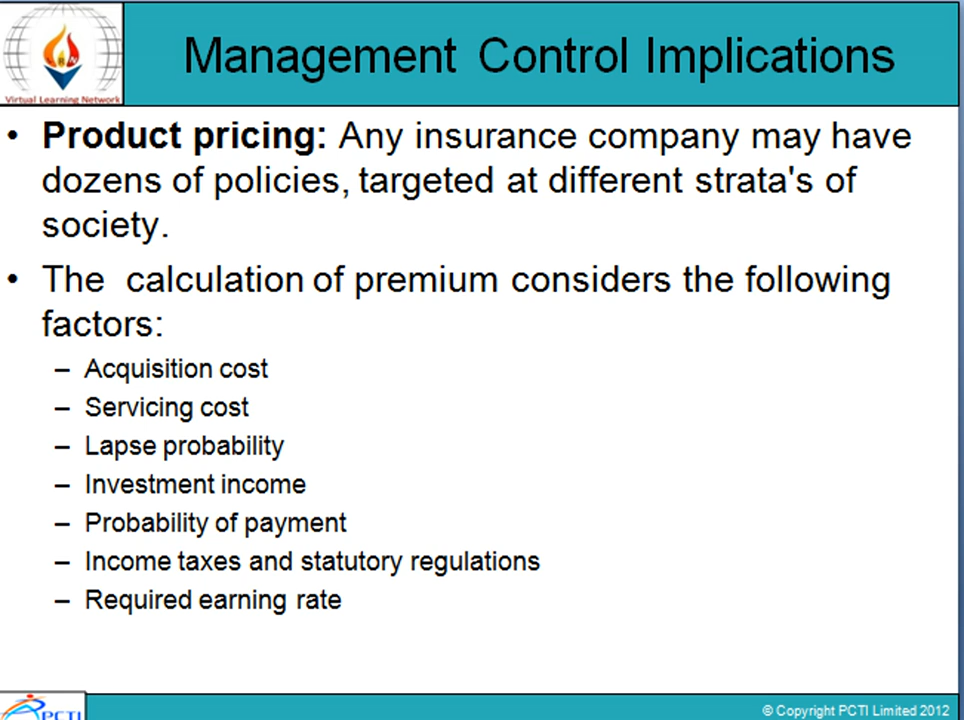 Management Control Implications
Virtual Learning Network
• Product pricing: Any insurance company may have
dozens of policies, targeted at different strata's of
society.
• The calculation of premium considers the following
factors:
– Acquisition cost
– Servicing cost
– Lapse probability
– Investment income
– Probability of payment
– Income taxes and statutory regulations
– Required earning rate
PCTI
© Copyright PCTI Limited 2012